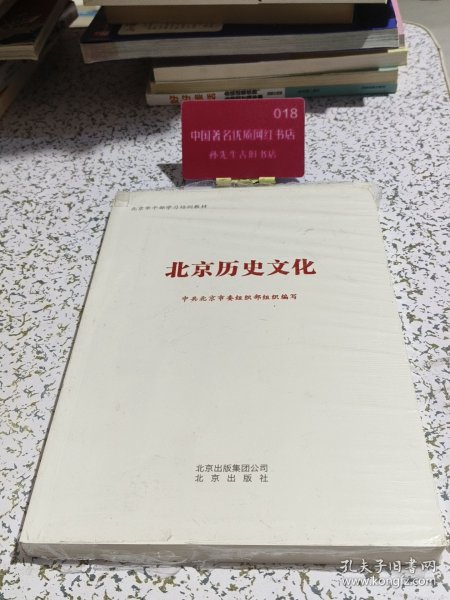 018
中国著名优质网红书店
孙先生古旧书店
北京市干部学习培训教材
北京历史文化
中共北京市委组织部组织编写
北京出版集团公司
北京出版社
孔夫子旧书网
www.kongfz.com